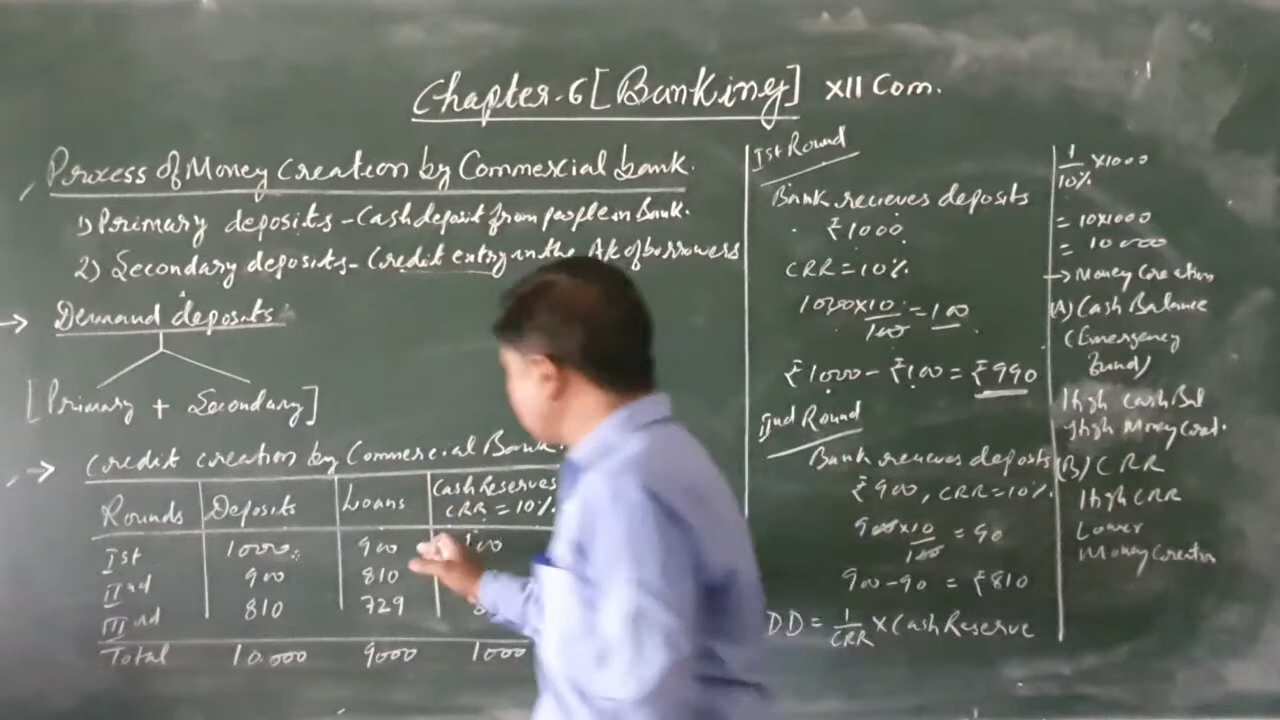 Chapter-6 [Banking] XII Com.
Process of Money Creation by Commercial bank.
1) Primary deposits - Cash deposit from people in Bank.
2) Secondary deposits - Credit entry in the A/c of borrowers
→ Demand deposits
[Primary + Secondary]
→ Credit creation by Commercial Bank.
Rounds Deposits Loans Cash Reserves CRR = 10%
Ist 1000 900 100
IInd 900 810
IIIrd 810 729
Total 10.000 9000 1000
Ist Round
Bank recieves deposits
₹1000
CRR = 10%
1000×10/100 = 100
₹1000 - ₹100 = ₹990
IInd Round
Bank recieves deposits
₹900, CRR = 10%
900×10/100 = 90
900 - 90 = ₹810
DD = 1/CRR × Cash Reserve
1/10% ×1000
= 10×1000
= 10000
→ Money Creation
(A) Cash Balance
(Emergency
fund)
High Cash Bal
High Money Creat.
(B) CRR
High CRR
Lower
Money Creation